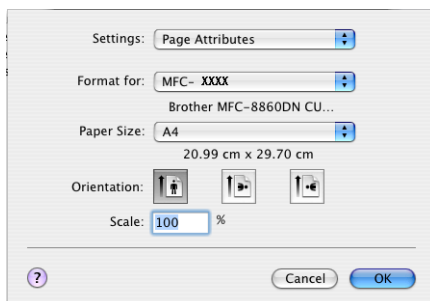 Settings: Page Attributes
Format for: MFC- XXXX
Brother MFC-8860DN CU...
Paper Size: A4
20.99 cm x 29.70 cm
Orientation:
Scale: 100 %
? Cancel OK